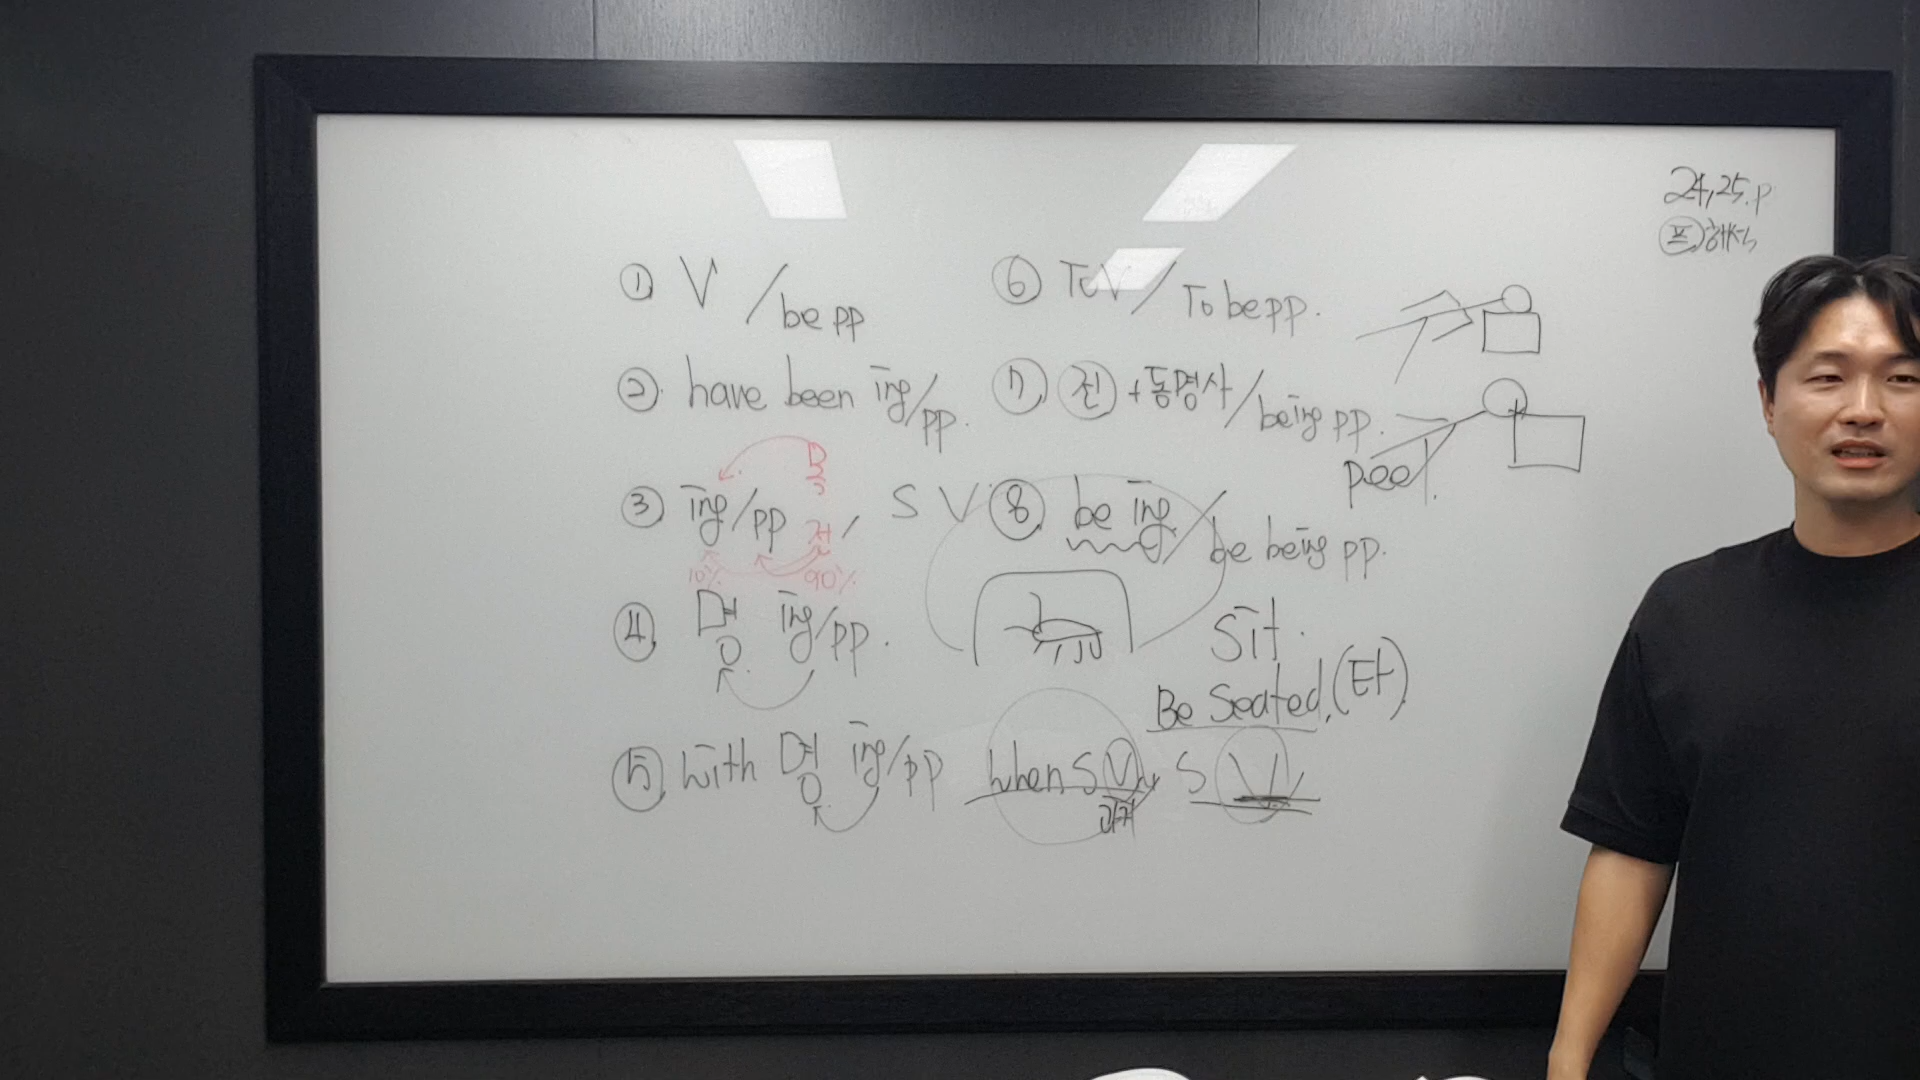 24, 25. p
프 해석
① V / be pp
② have been ing/pp.
동
③ ing/pp 전, S V
10% 90%
④ 명 ing/pp.
⑤ with 명 ing/pp
⑥ To V / To be pp.
⑦ 전 + 동명사 / being pp.
peel.
⑧ be ing / be being pp.
Sit.
Be Seated. (타)
when S V, S V
과거